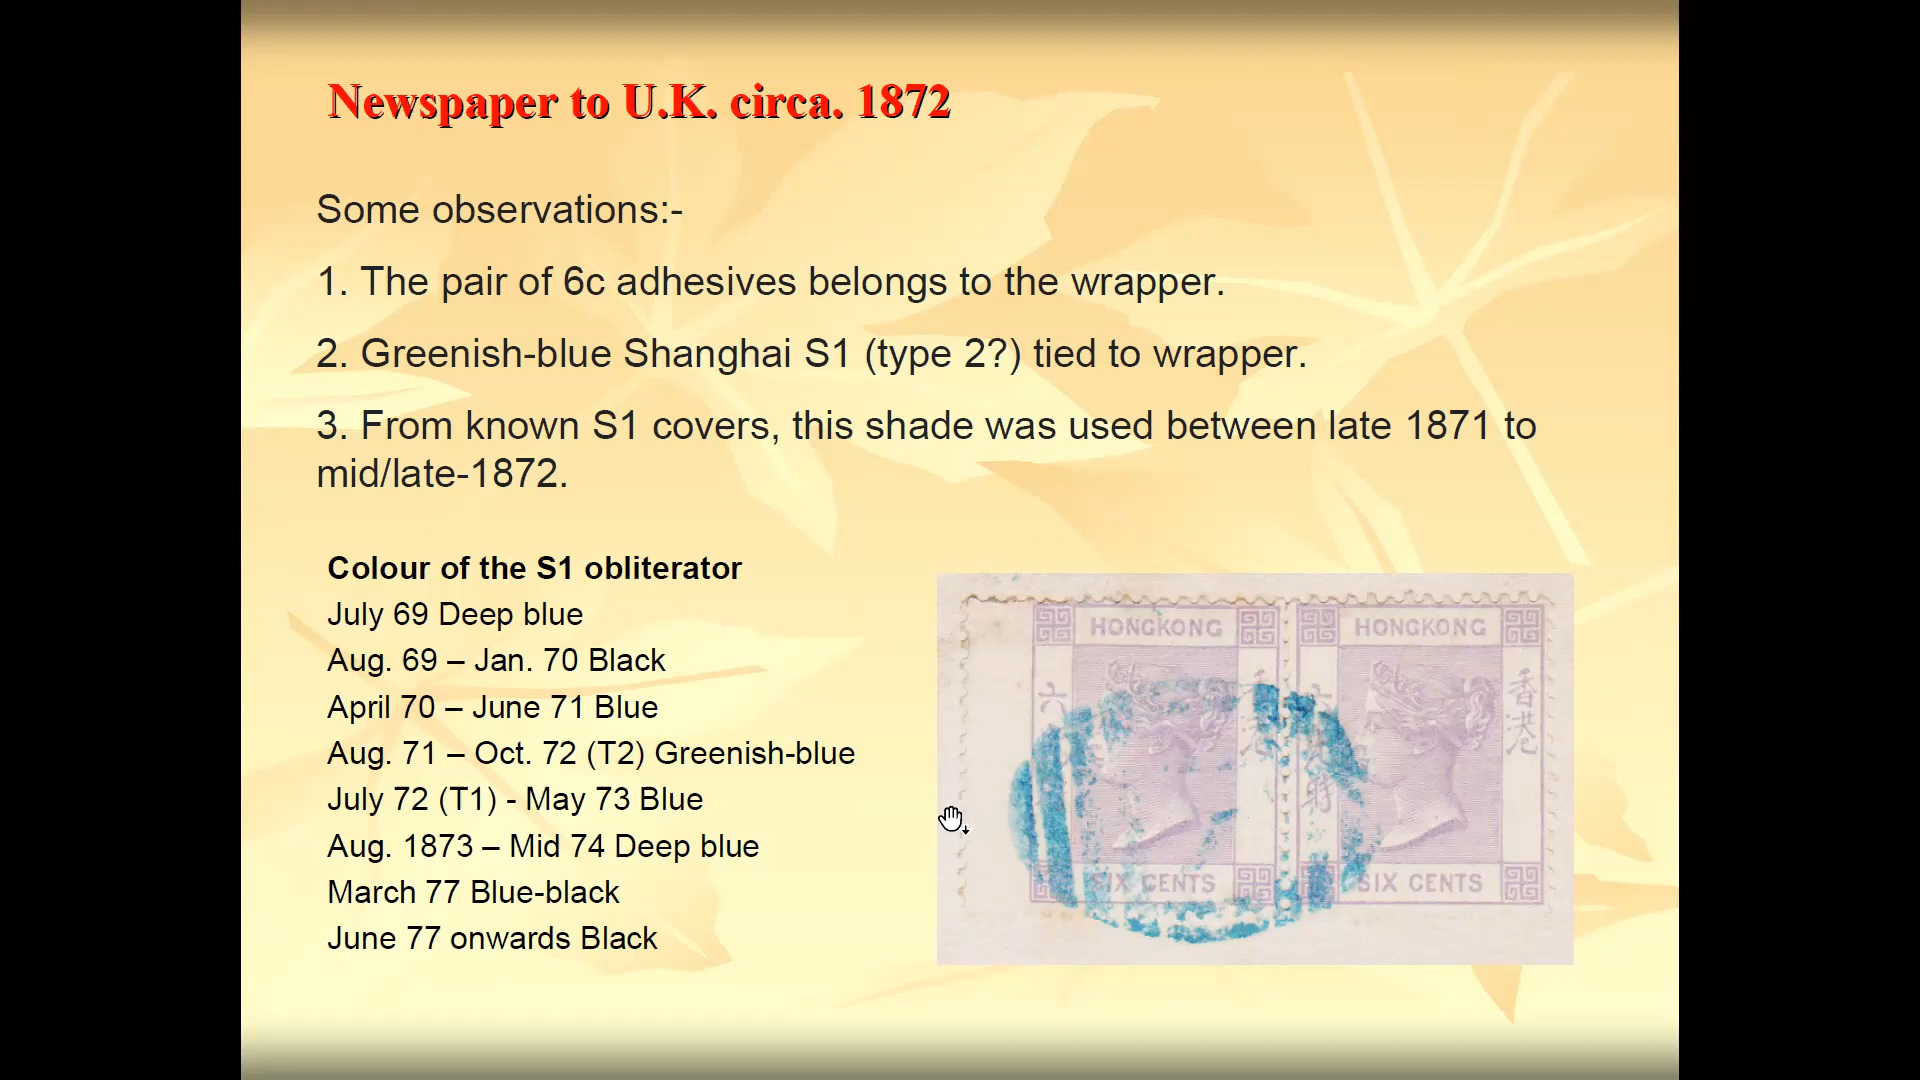 Newspaper to U.K. circa. 1872
Some observations:-
1. The pair of 6c adhesives belongs to the wrapper.
2. Greenish-blue Shanghai S1 (type 2?) tied to wrapper.
3. From known S1 covers, this shade was used between late 1871 to
mid/late-1872.
Colour of the S1 obliterator
July 69 Deep blue
Aug. 69 – Jan. 70 Black
April 70 – June 71 Blue
Aug. 71 – Oct. 72 (T2) Greenish-blue
July 72 (T1) - May 73 Blue
Aug. 1873 – Mid 74 Deep blue
March 77 Blue-black
June 77 onwards Black
HONGKONG
HONGKONG
香港
香港
SIX CENTS
SIX CENTS